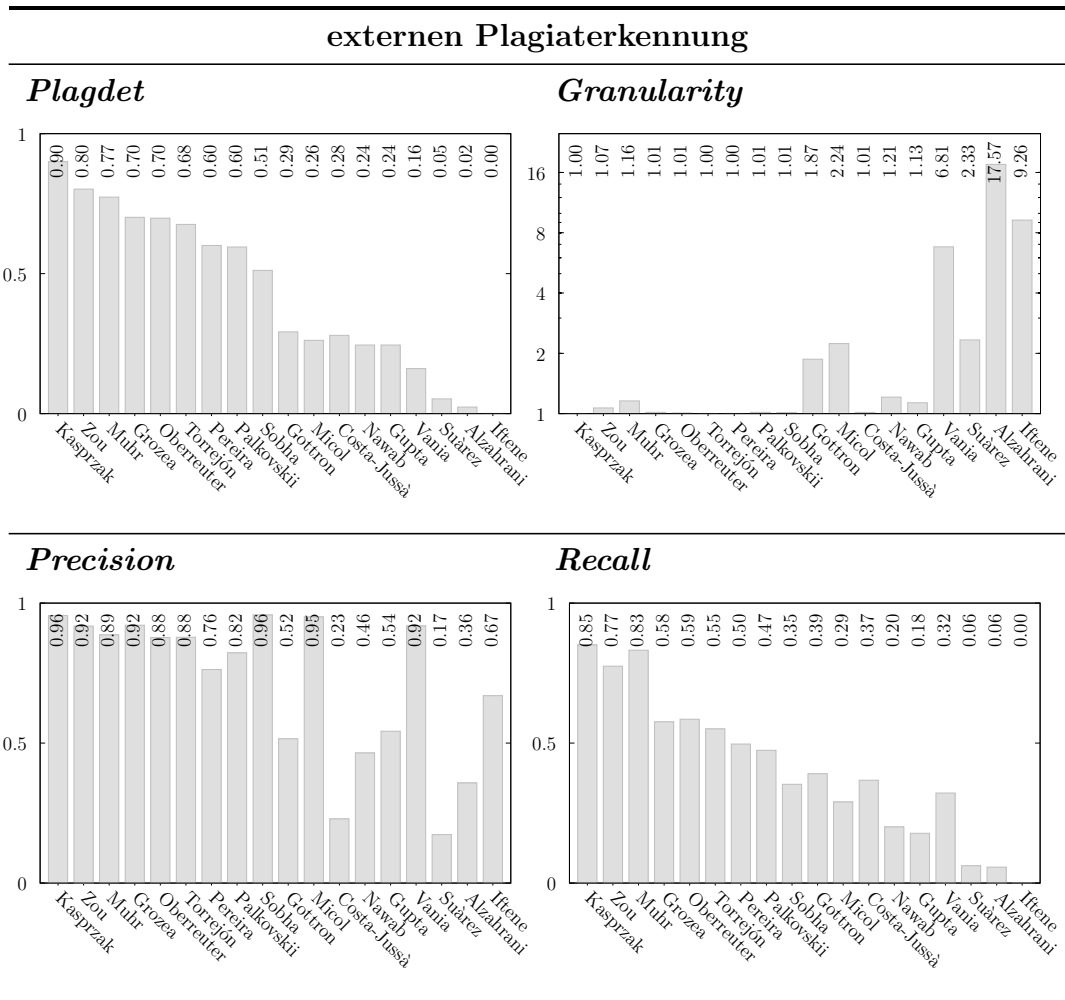 externen Plagiaterkennung
Plagdet
Granularity
1
0.5
0
0.90 0.80 0.77 0.70 0.70 0.68 0.60 0.60 0.51 0.29 0.26 0.28 0.24 0.24 0.16 0.05 0.02 0.00
Kasprzak Zou Muhr Grozea Oberreuter Torrejón Pereira Palkovskii Sobha Gottron Micol Costa-Jussà Nawab Gupta Vania Suàrez Alzahrani Iftene
16
8
4
2
1
1.00 1.07 1.16 1.01 1.01 1.00 1.00 1.01 1.01 1.87 2.24 1.01 1.21 1.13 6.81 2.33 17.57 9.26
Kasprzak Zou Muhr Grozea Oberreuter Torrejón Pereira Palkovskii Sobha Gottron Micol Costa-Jussà Nawab Gupta Vania Suàrez Alzahrani Iftene
Precision
Recall
1
0.5
0
0.96 0.92 0.89 0.92 0.88 0.88 0.76 0.82 0.96 0.52 0.95 0.23 0.46 0.54 0.92 0.17 0.36 0.67
Kasprzak Zou Muhr Grozea Oberreuter Torrejón Pereira Palkovskii Sobha Gottron Micol Costa-Jussà Nawab Gupta Vania Suàrez Alzahrani Iftene
1
0.5
0
0.85 0.77 0.83 0.58 0.59 0.55 0.50 0.47 0.35 0.39 0.29 0.37 0.20 0.18 0.32 0.06 0.06 0.00
Kasprzak Zou Muhr Grozea Oberreuter Torrejón Pereira Palkovskii Sobha Gottron Micol Costa-Jussà Nawab Gupta Vania Suàrez Alzahrani Iftene